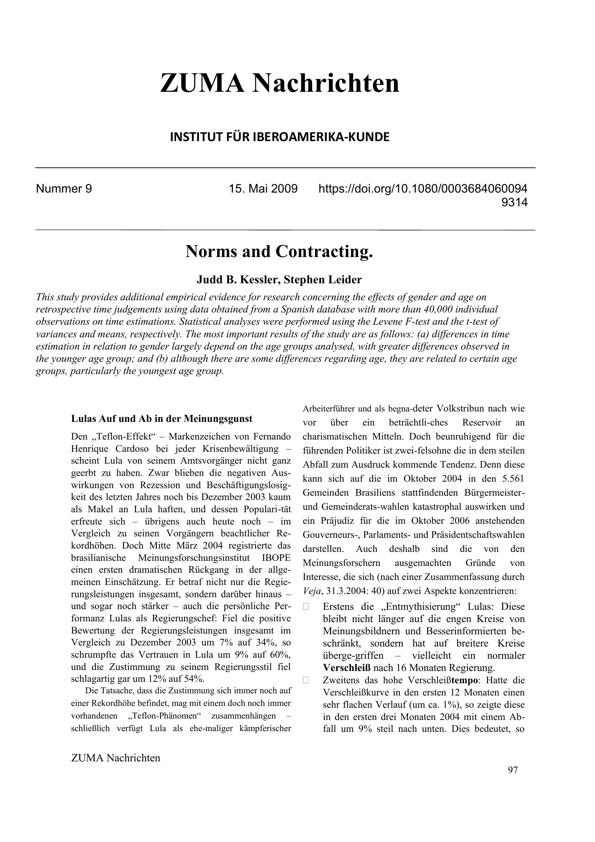 ZUMA Nachrichten
INSTITUT FÜR IBEROAMERIKA-KUNDE
Nummer 9 15. Mai 2009 https://doi.org/10.1080/0003684060094
9314
Norms and Contracting.
Judd B. Kessler, Stephen Leider
This study provides additional empirical evidence for research concerning the effects of gender and age on
retrospective time judgements using data obtained from a Spanish database with more than 40,000 individual
observations on time estimations. Statistical analyses were performed using the Levene F-test and the t-test of
variances and means, respectively. The most important results of the study are as follows: (a) differences in time
estimation in relation to gender largely depend on the age groups analysed, with greater differences observed in
the younger age group; and (b) although there are some differences regarding age, they are related to certain age
groups, particularly the youngest age group.
Lulas Auf und Ab in der Meinungsgunst
Den „Teflon-Effekt“ – Markenzeichen von Fernando
Henrique Cardoso bei jeder Krisenbewältigung –
scheint Lula von seinem Amtsvorgänger nicht ganz
geerbt zu haben. Zwar blieben die negativen Aus-
wirkungen von Rezession und Beschäftigungslosig-
keit des letzten Jahres noch bis Dezember 2003 kaum
als Makel an Lula haften, und dessen Populari-tät
erfreute sich – übrigens auch heute noch – im
Vergleich zu seinen Vorgängern beachtlicher Re-
kordhöhen. Doch Mitte März 2004 registrierte das
brasilianische Meinungsforschungsinstitut IBOPE
einen ersten dramatischen Rückgang in der allge-
meinen Einschätzung. Er betraf nicht nur die Regie-
rungsleistungen insgesamt, sondern darüber hinaus –
und sogar noch stärker – auch die persönliche Per-
formanz Lulas als Regierungschef: Fiel die positive
Bewertung der Regierungsleistungen insgesamt im
Vergleich zu Dezember 2003 um 7% auf 34%, so
schrumpfte das Vertrauen in Lula um 9% auf 60%,
und die Zustimmung zu seinem Regierungsstil fiel
schlagartig gar um 12% auf 54%.
Die Tatsache, dass die Zustimmung sich immer noch auf
einer Rekordhöhe befindet, mag mit einem doch noch immer
vorhandenen „Teflon-Phänomen“ zusammenhängen –
schließlich verfügt Lula als ehe-maliger kämpferischer
Arbeiterführer und als begna-deter Volkstribun nach wie
vor über ein beträchtli-ches Reservoir an
charismatischen Mitteln. Doch beunruhigend für die
führenden Politiker ist zwei-felsohne die in dem steilen
Abfall zum Ausdruck kommende Tendenz. Denn diese
kann sich auf die im Oktober 2004 in den 5.561
Gemeinden Brasiliens stattfindenden Bürgermeister-
und Gemeinderats-wahlen katastrophal auswirken und
ein Präjudiz für die im Oktober 2006 anstehenden
Gouverneurs-, Parlaments- und Präsidentschaftswahlen
darstellen. Auch deshalb sind die von den
Meinungsforschern ausgemachten Gründe von
Interesse, die sich (nach einer Zusammenfassung durch
Veja, 31.3.2004: 40) auf zwei Aspekte konzentrieren:
Erstens die „Entmythisierung“ Lulas: Diese
bleibt nicht länger auf die engen Kreise von
Meinungsbildnern und Besserinformierten be-
schränkt, sondern hat auf breitere Kreise
überge-griffen – vielleicht ein normaler
Verschleiß nach 16 Monaten Regierung.
Zweitens das hohe Verschleißtempo: Hatte die
Verschleißkurve in den ersten 12 Monaten einen
sehr flachen Verlauf (um ca. 1%), so zeigte diese
in den ersten drei Monaten 2004 mit einem Ab-
fall um 9% steil nach unten. Dies bedeutet, so
ZUMA Nachrichten
97